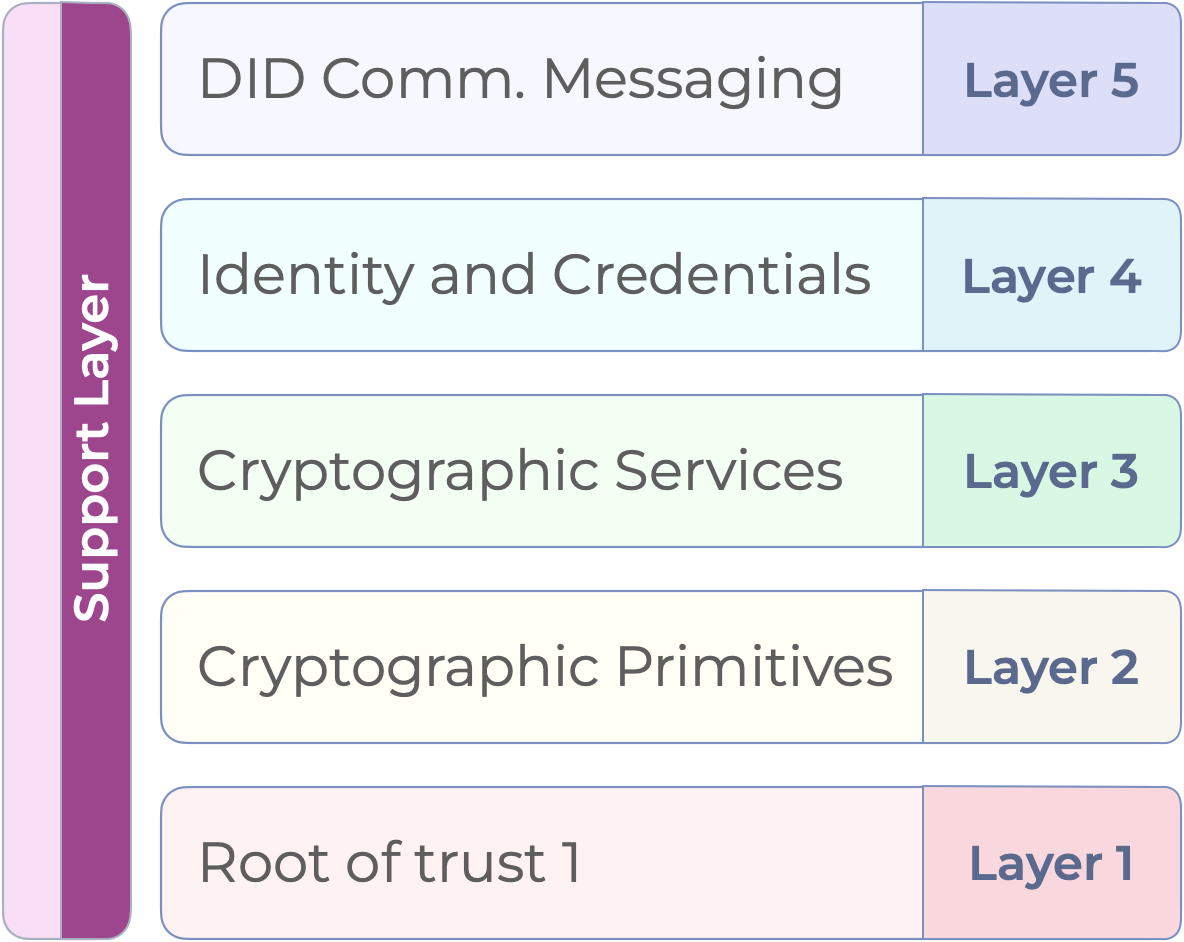 Support Layer
DID Comm. Messaging
Layer 5
Identity and Credentials
Layer 4
Cryptographic Services
Layer 3
Cryptographic Primitives
Layer 2
Root of trust 1
Layer 1